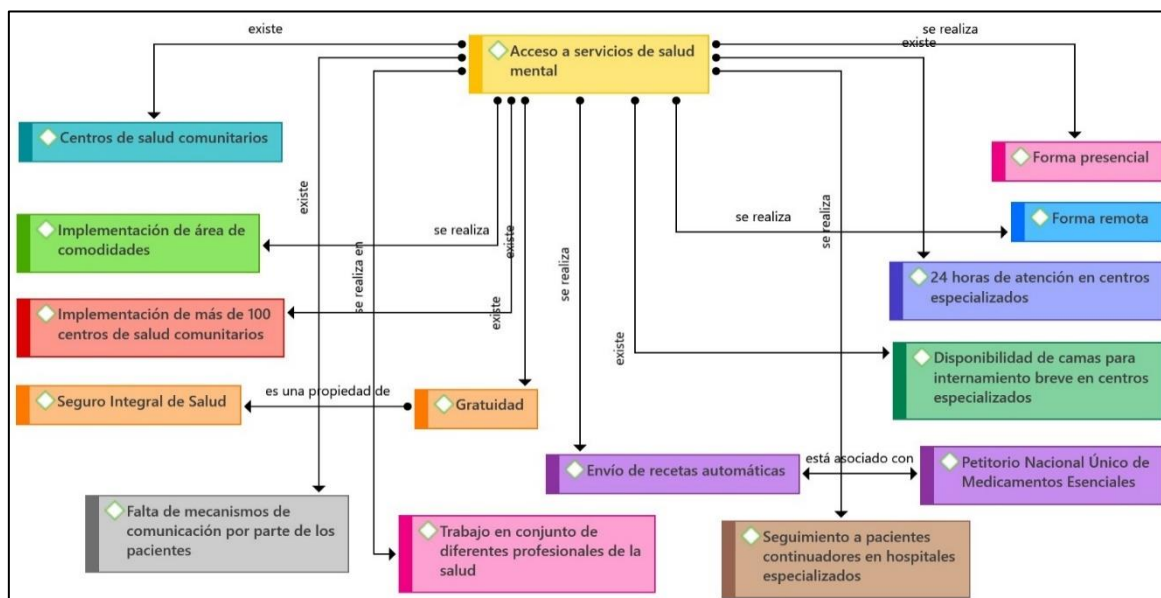 existe
se realiza
existe
Acceso a servicios de salud
mental
Centros de salud comunitarios
Forma presencial
existe
Implementación de área de
comodidades
se realiza
existe
se realiza
se realiza
Forma remota
se realiza en
se realiza
24 horas de atención en centros
especializados
Implementación de más de 100
centros de salud comunitarios
existe
existe
Disponibilidad de camas para
internamiento breve en centros
especializados
Seguro Integral de Salud
es una propiedad de
Gratuidad
Envío de recetas automáticas
está asociado con
Petitorio Nacional Único de
Medicamentos Esenciales
Falta de mecanismos de
comunicación por parte de los
pacientes
Trabajo en conjunto de
diferentes profesionales de la
salud
Seguimiento a pacientes
continuadores en hospitales
especializados